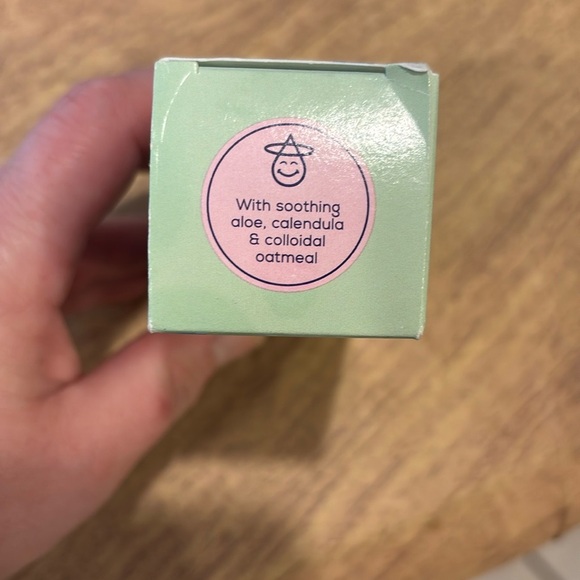 With soothing
aloe, calendula
& colloidal
oatmeal